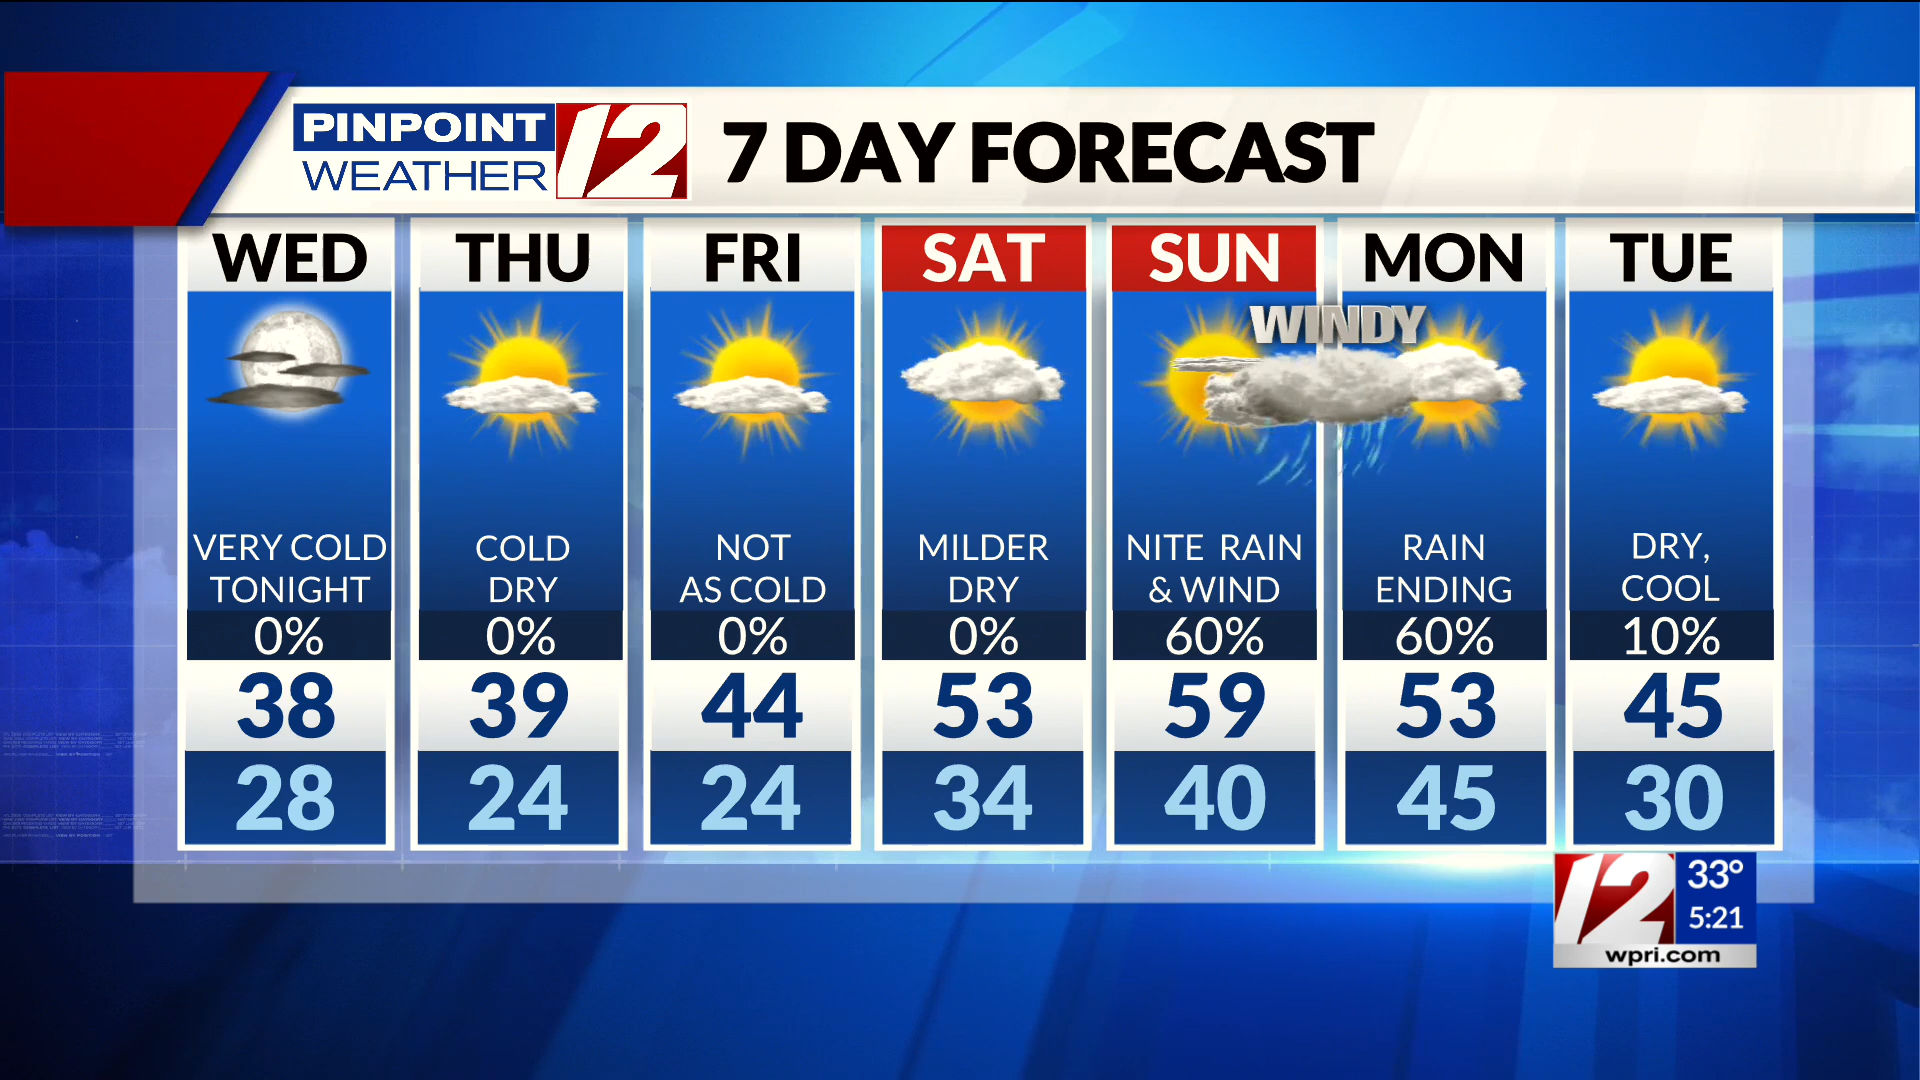 PINPOINT
WEATHER 12
7 DAY FORECAST
WED THU FRI SAT SUN MON TUE
WINDY
VERY COLD
TONIGHT
0%
38
28
COLD
DRY
0%
39
24
NOT
AS COLD
0%
44
24
MILDER
DRY
0%
53
34
NITE RAIN
& WIND
60%
59
40
RAIN
ENDING
60%
53
45
DRY,
COOL
10%
45
30
12
33°
5:21
wpri.com